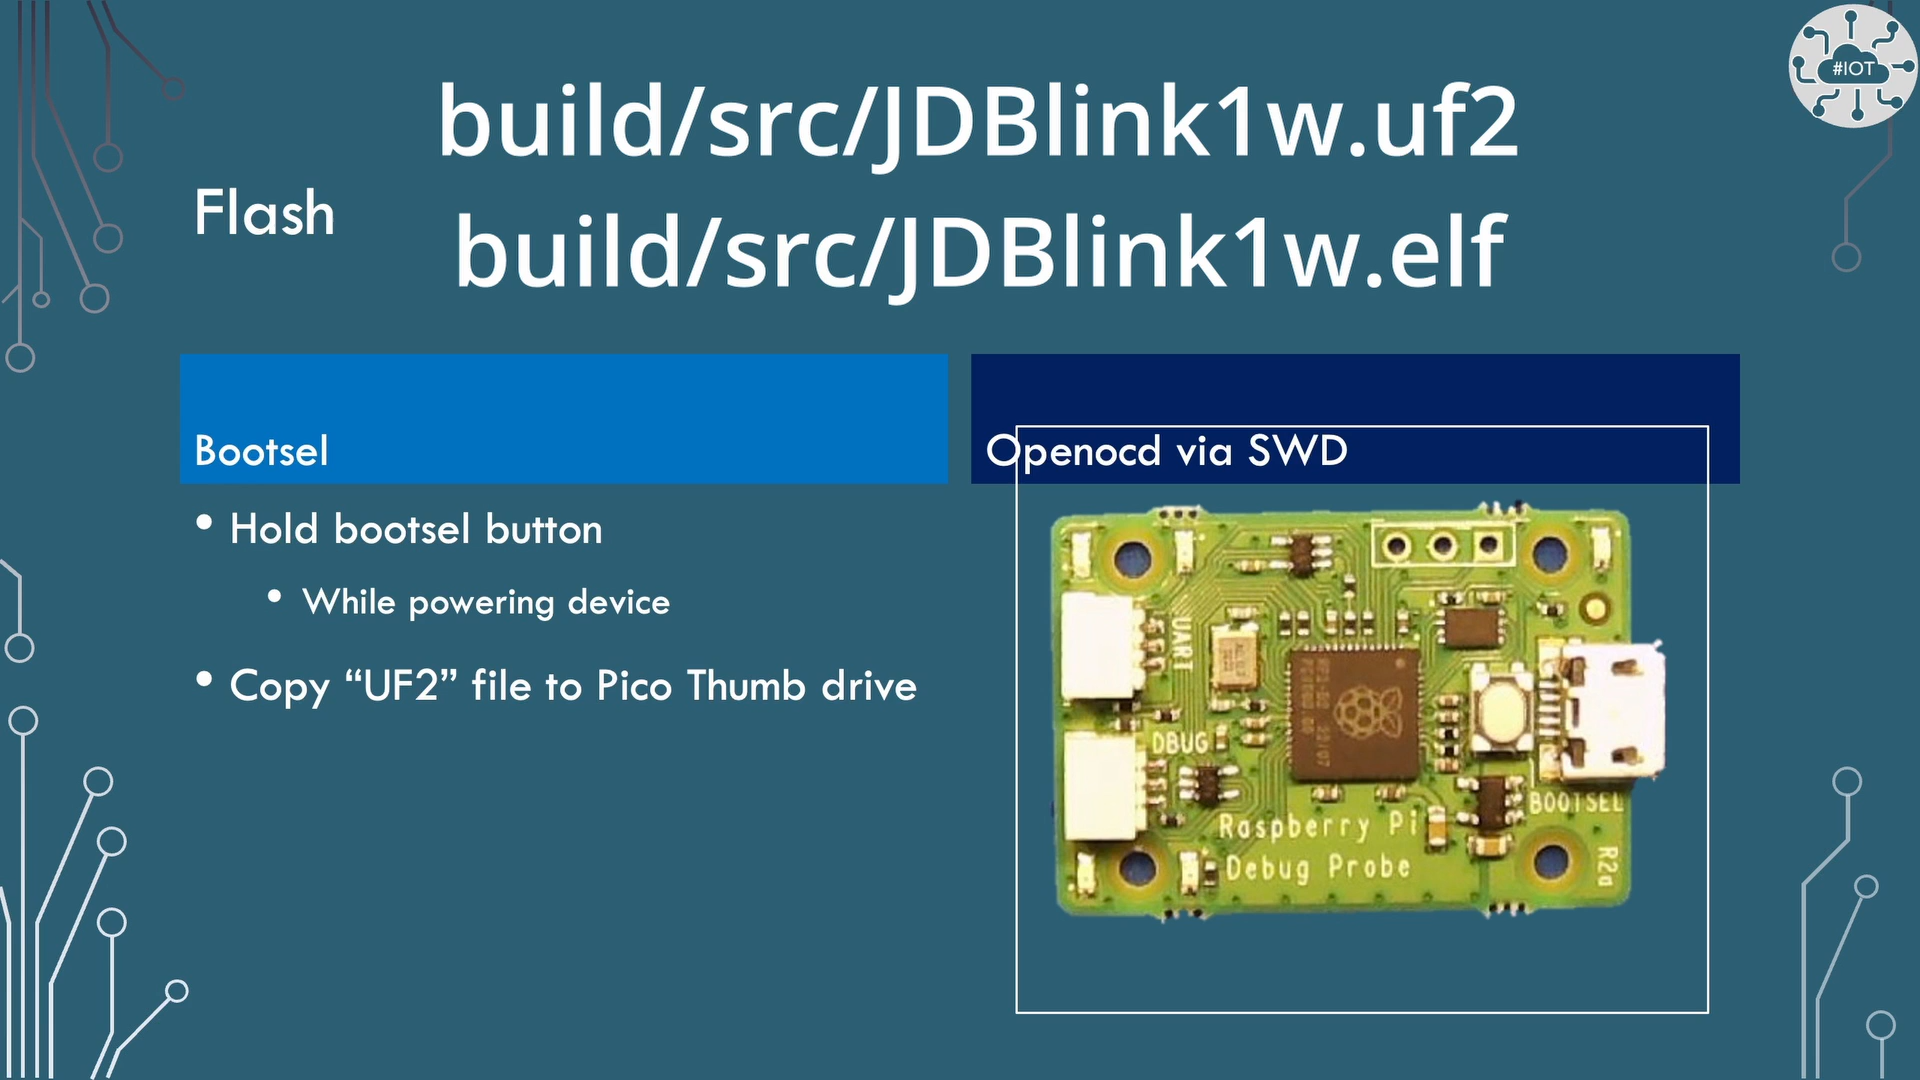 #IOT
build/src/JDBlink1w.uf2
Flash
build/src/JDBlink1w.elf
Bootsel
Openocd via SWD
• Hold bootsel button
• While powering device
• Copy “UF2” file to Pico Thumb drive
UART
DBUG
BOOTSEL
Raspberry Pi
Debug Probe
R2a